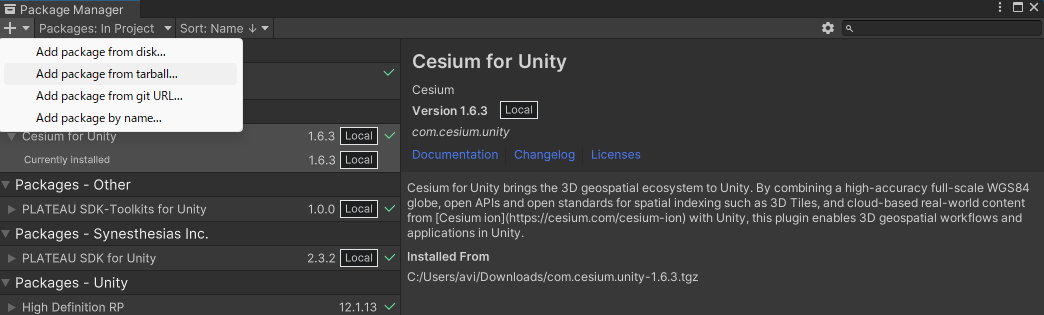 Package Manager
Packages: In Project
Sort: Name ↓
Add package from disk...
Add package from tarball...
Add package from git URL...
Add package by name...
Cesium for Unity 1.6.3 Local
Currently installed 1.6.3 Local
Packages - Other
PLATEAU SDK-Toolkits for Unity 1.0.0 Local
Packages - Synesthesias Inc.
PLATEAU SDK for Unity 2.3.2 Local
Packages - Unity
High Definition RP 12.1.13
Cesium for Unity
Cesium
Version 1.6.3 Local
com.cesium.unity
Documentation Changelog Licenses
Cesium for Unity brings the 3D geospatial ecosystem to Unity. By combining a high-accuracy full-scale WGS84
globe, open APIs and open standards for spatial indexing such as 3D Tiles, and cloud-based real-world content
from [Cesium ion](https://cesium.com/cesium-ion) with Unity, this plugin enables 3D geospatial workflows and
applications in Unity.
Installed From
C:/Users/avi/Downloads/com.cesium.unity-1.6.3.tgz